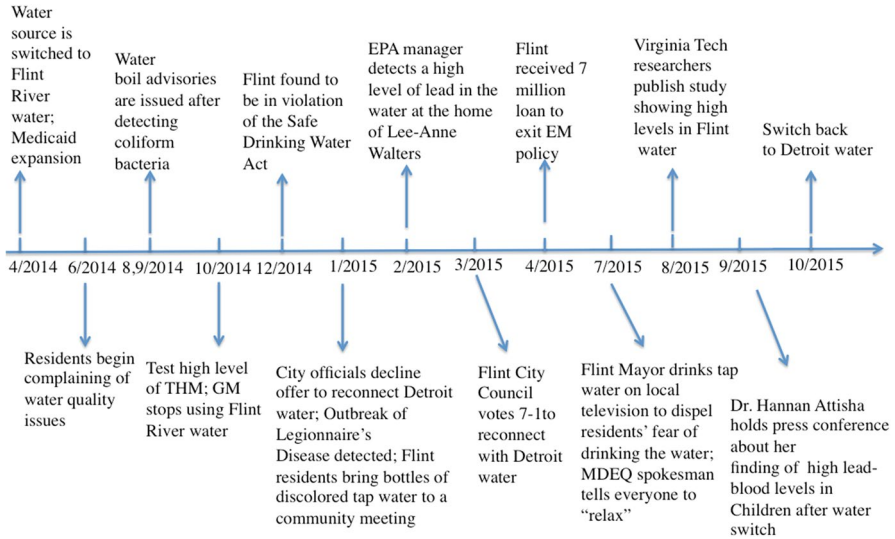 Water
source is
switched to
Flint
River
water;
Medicaid
expansion
Water
boil advisories
are issued after
detecting
coliform
bacteria
Flint found to
be in violation
of the Safe
Drinking Water
Act
EPA manager
detects a high
level of lead in the
water at the home
of Lee-Anne
Walters
Flint
received 7
million
loan to
exit EM
policy
Virginia Tech
researchers
publish study
showing high
levels in Flint
water
Switch back
to Detroit water
4/2014 6/2014 8,9/2014 10/2014 12/2014 1/2015 2/2015 3/2015 4/2015 7/2015 8/2015 9/2015 10/2015
Residents begin
complaining of
water quality
issues
Test high level
of THM; GM
stops using Flint
River water
City officials decline
offer to reconnect Detroit
water; Outbreak of
Legionnaire's
Disease detected; Flint
residents bring bottles of
discolored tap water to a
community meeting
Flint City
Council
votes 7-1to
reconnect
with Detroit
water
Flint Mayor drinks tap
water on local
television to dispel
residents' fear of
drinking the water;
MDEQ spokesman
tells everyone to
“relax”
Dr. Hannan Attisha
holds press conference
about her
finding of high lead-
blood levels in
Children after water
switch